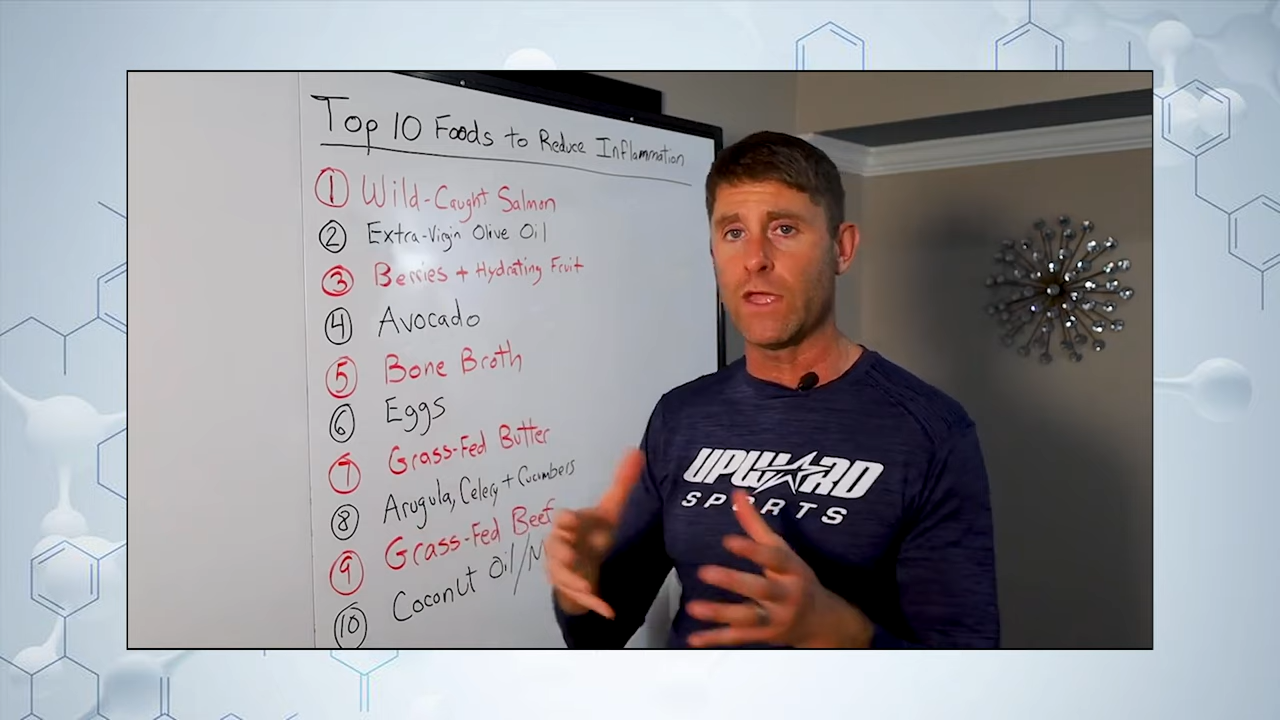 Top 10 Foods to Reduce Inflammation
1 Wild-Caught Salmon
2 Extra-Virgin Olive Oil
3 Berries + Hydrating Fruit
4 Avocado
5 Bone Broth
6 Eggs
7 Grass-Fed Butter
8 Arugula, Celery + Cucumbers
9 Grass-Fed Beef
10 Coconut Oil/M
UPWARD
SPORTS